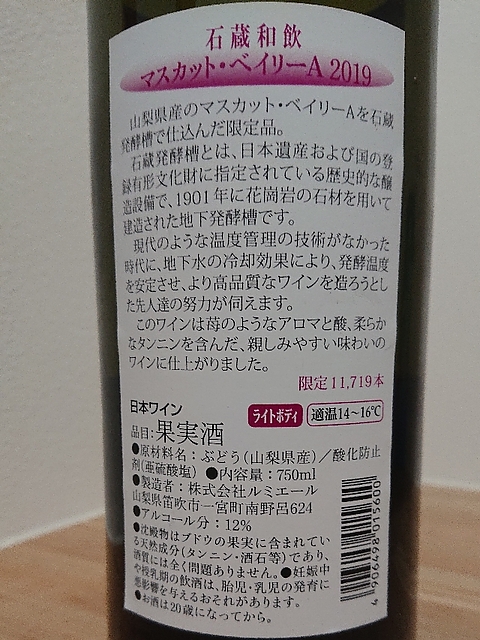 石蔵和飲
マスカット・ベイリーA 2019
山梨県産のマスカット・ベイリーAを石蔵
発酵槽で仕込んだ限定品。
石蔵発酵槽とは、日本遺産および国の登
録有形文化財に指定されている歴史的な醸
造設備で、1901年に花崗岩の石材を用いて
建造された地下発酵槽です。
現代のような温度管理の技術がなかった
時代に、地下水の冷却効果により、発酵温度
を安定させ、より高品質なワインを造ろうとし
た先人達の努力が伺えます。
このワインは苺のようなアロマと酸、柔らか
なタンニンを含んだ、親しみやすい味わいの
ワインに仕上がりました。
限定11,719本
日本ワイン ライトボディ 適温14~16℃
品目:果実酒
●原材料名:ぶどう(山梨県産)/酸化防止
剤(亜硫酸塩) ●内容量:750ml
●製造者:株式会社ルミエール
山梨県笛吹市一宮町南野呂624
●アルコール分:12%
●沈殿物はブドウの果実に含まれてい
る天然成分(タンニン・酒石等)であり、
酒質には全く問題ありません。●妊娠中
や授乳期の飲酒は、胎児・乳児の発育に
悪影響を与えるおそれがあります。
●お酒は20歳になってから。
4906498015600